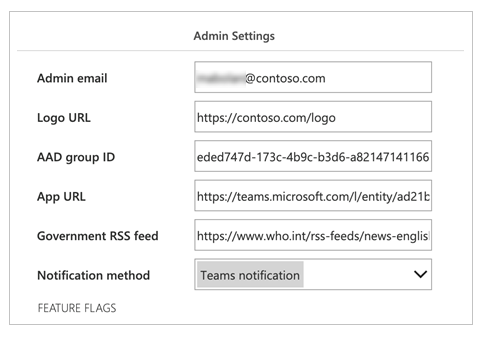 Admin Settings
Admin email
@contoso.com
Logo URL
https://contoso.com/logo
AAD group ID
eded747d-173c-4b9c-b3d6-a82147141166
App URL
https://teams.microsoft.com/l/entity/ad21b
Government RSS feed
https://www.who.int/rss-feeds/news-english
Notification method
Teams notification
FEATURE FLAGS